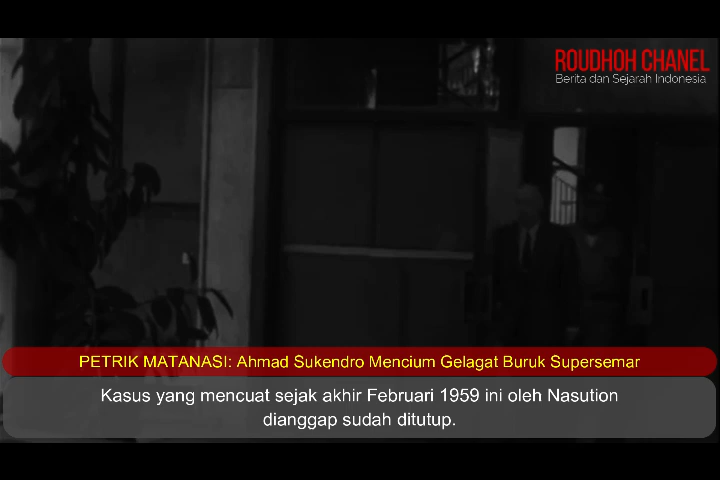 ROUDHOH CHANEL
Berita dan Sejarah Indonesia
PETRIK MATANASI: Ahmad Sukendro Mencium Gelagat Buruk Supersemar
Kasus yang mencuat sejak akhir Februari 1959 ini oleh Nasution
dianggap sudah ditutup.